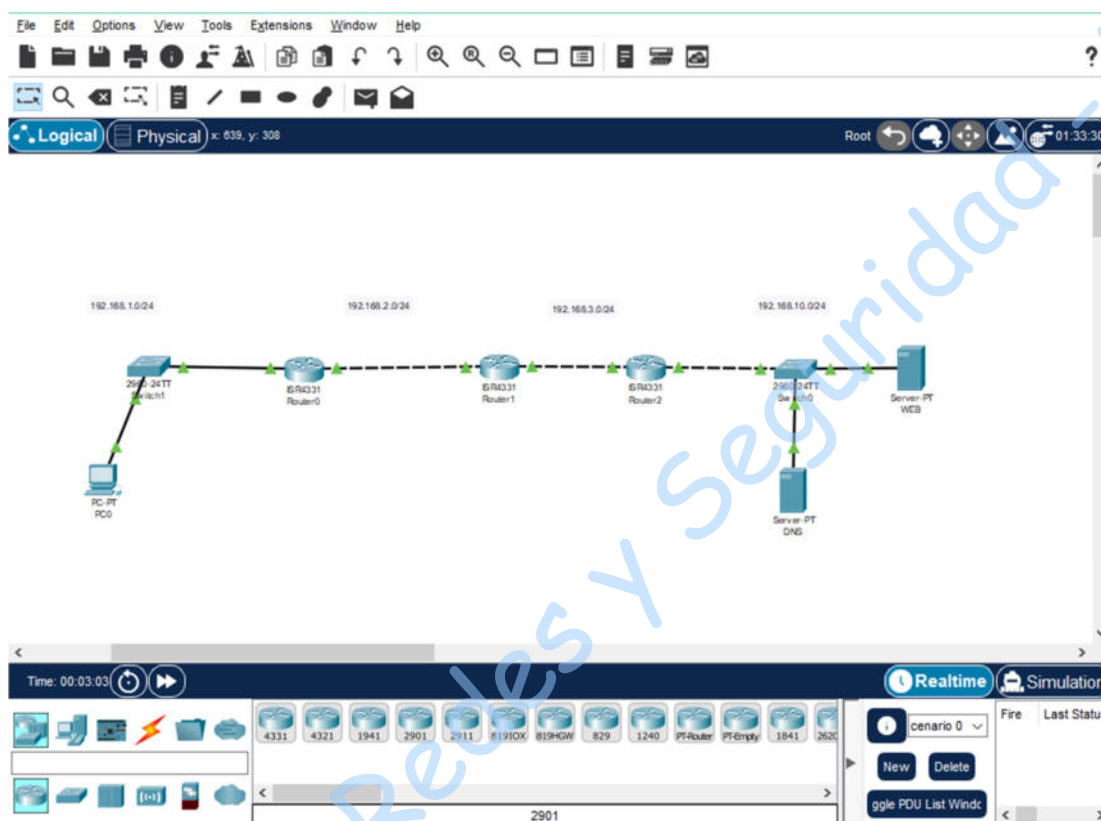 File Edit Options View Tools Extensions Window Help
?
Logical Physical x: 639, y: 308 Root 01:33:30
192.168.1.0/24 192.168.2.0/24 192.168.3.0/24 192.168.10.0/24
2960-24TT
Switch1
ISR4331
Router0
ISR4331
Router1
ISR4331
Router2
2960-24TT
Switch0
Server-PT
WEB
PC-PT
PC0
Server-PT
DNS
Redes y Seguridad -
Time: 00:03:03 Realtime Simulation
4331 4321 1941 2901 2911 819IOX 819HGW 829 1240 PT-Router PT-Empty 1841 2620
cenario 0
Fire Last Statu
New Delete
ggle PDU List Windc
2901